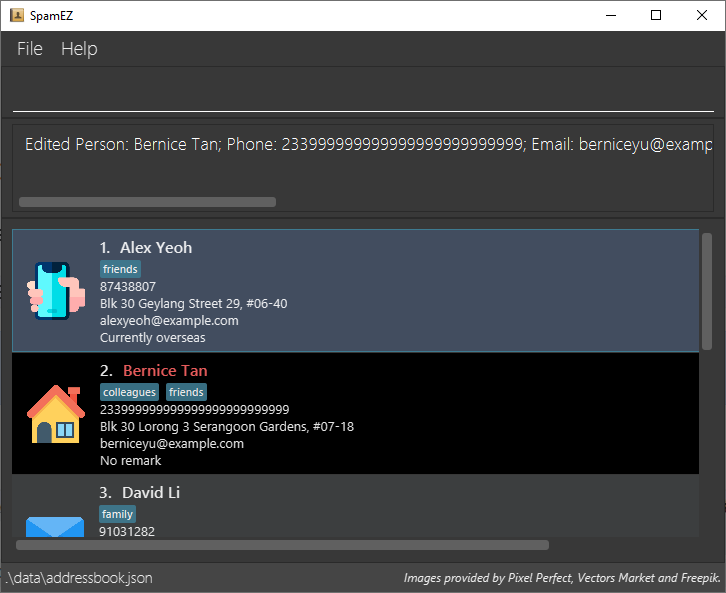 SpamEZ
File Help
Edited Person: Bernice Tan; Phone: 23399999999999999999999999; Email: berniceyu@examp
1. Alex Yeoh
friends
87438807
Blk 30 Geylang Street 29, #06-40
alexyeoh@example.com
Currently overseas
2. Bernice Tan
colleagues friends
23399999999999999999999999
Blk 30 Lorong 3 Serangoon Gardens, #07-18
berniceyu@example.com
No remark
3. David Li
family
91031282
.\data\addressbook.json
Images provided by Pixel Perfect, Vectors Market and Freepik.